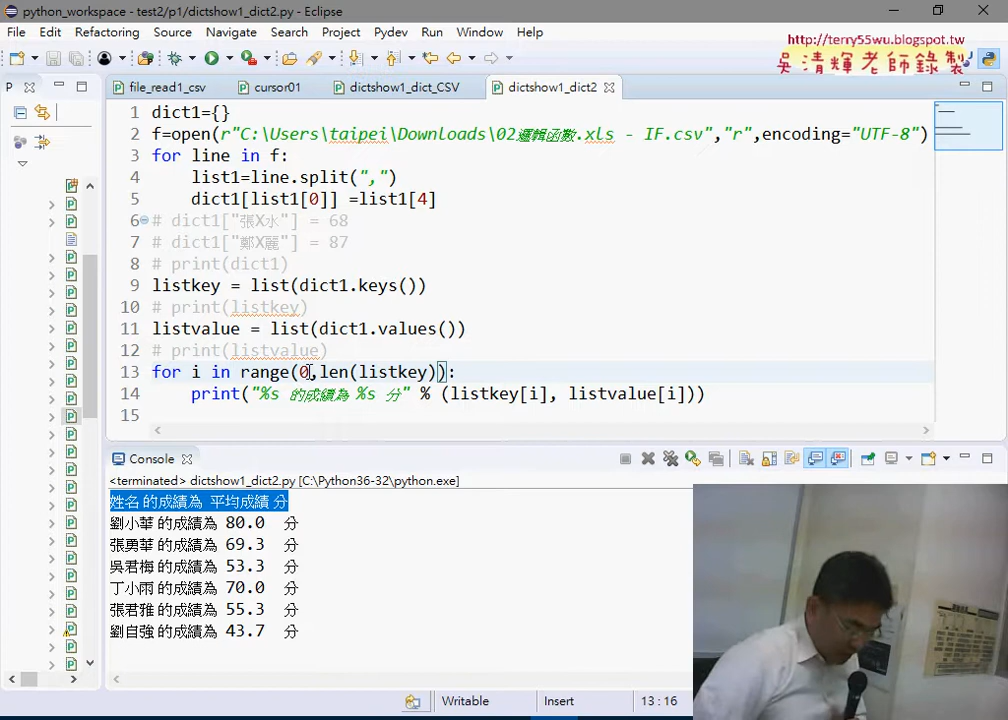 python_workspace - test2/p1/dictshow1_dict2.py - Eclipse
File Edit Refactoring Source Navigate Search Project Pydev Run Window Help
http://terry55wu.blogspot.tw
吳清輝老師錄製
P file_read1_csv cursor01 dictshow1_dict_CSV dictshow1_dict2
1 dict1={}
2 f=open(r"C:\Users\taipei\Downloads\02邏輯函數.xls - IF.csv","r",encoding="UTF-8")
3 for line in f:
4 list1=line.split(",")
5 dict1[list1[0]] =list1[4]
6 # dict1["張X水"] = 68
7 # dict1["鄭X麗"] = 87
8 # print(dict1)
9 listkey = list(dict1.keys())
10 # print(listkey)
11 listvalue = list(dict1.values())
12 # print(listvalue)
13 for i in range(0,len(listkey)):
14 print("%s 的成績為 %s 分" % (listkey[i], listvalue[i]))
15
Console
<terminated> dictshow1_dict2.py [C:\Python36-32\python.exe]
姓名 的成績為 平均成績 分
劉小華 的成績為 80.0 分
張勇華 的成績為 69.3 分
吳君梅 的成績為 53.3 分
丁小雨 的成績為 70.0 分
張君雅 的成績為 55.3 分
劉自強 的成績為 43.7 分
Writable Insert 13:16